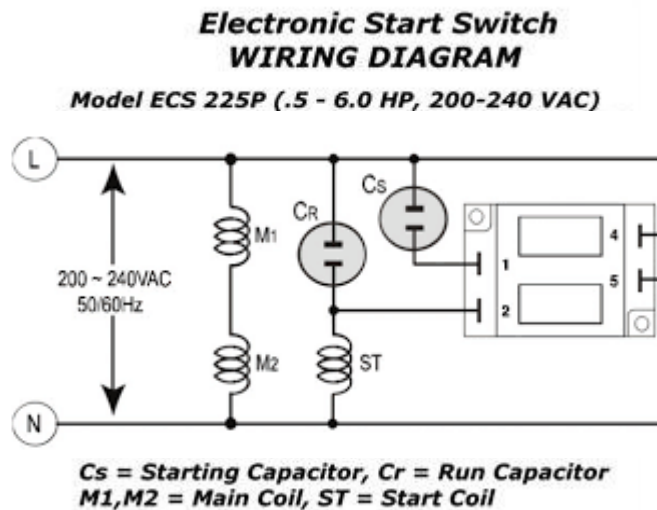 Electronic Start Switch
WIRING DIAGRAM
Model ECS 225P (.5 - 6.0 HP, 200-240 VAC)
L
CS
CR
M1
4
1
5
200 ~ 240VAC
50/60Hz
2
M2
ST
N
Cs = Starting Capacitor, Cr = Run Capacitor
M1,M2 = Main Coil, ST = Start Coil